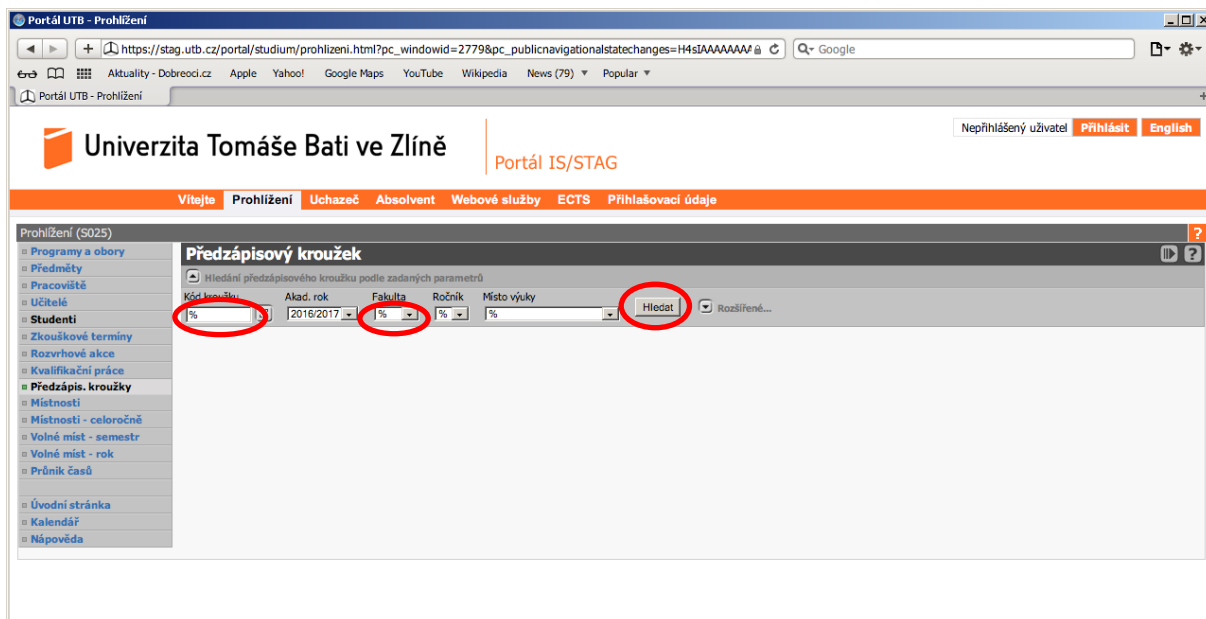 Portál UTB - Prohlížení
https://stag.utb.cz/portal/studium/prohlizeni.html?pc_windowid=2779&pc_publicnavigationalstatechanges=H4sIAAAAAAA
Google
Aktuality - Dobreoci.cz Apple Yahoo! Google Maps YouTube Wikipedia News (79) ▼ Popular ▼
Portál UTB - Prohlížení
Nepřihlášený uživatel Přihlásit English
Univerzita Tomáše Bati ve Zlíně
Portál IS/STAG
Vítejte Prohlížení Uchazeč Absolvent Webové služby ECTS Přihlašovací údaje
Prohlížení (S025) ?
Programy a obory
Předměty
Pracoviště
Učitelé
Studenti
Zkouškové termíny
Rozvrhové akce
Kvalifikační práce
Předzápis. kroužky
Místnosti
Místnosti - celoročně
Volné míst - semestr
Volné míst - rok
Průnik časů
Úvodní stránka
Kalendář
Nápověda
Předzápisový kroužek ?
Hledání předzápisového kroužku podle zadaných parametrů
Kód kroužku Akad. rok Fakulta Ročník Místo výuky
% 2016/2017 % % % Hledat Rozšířené...